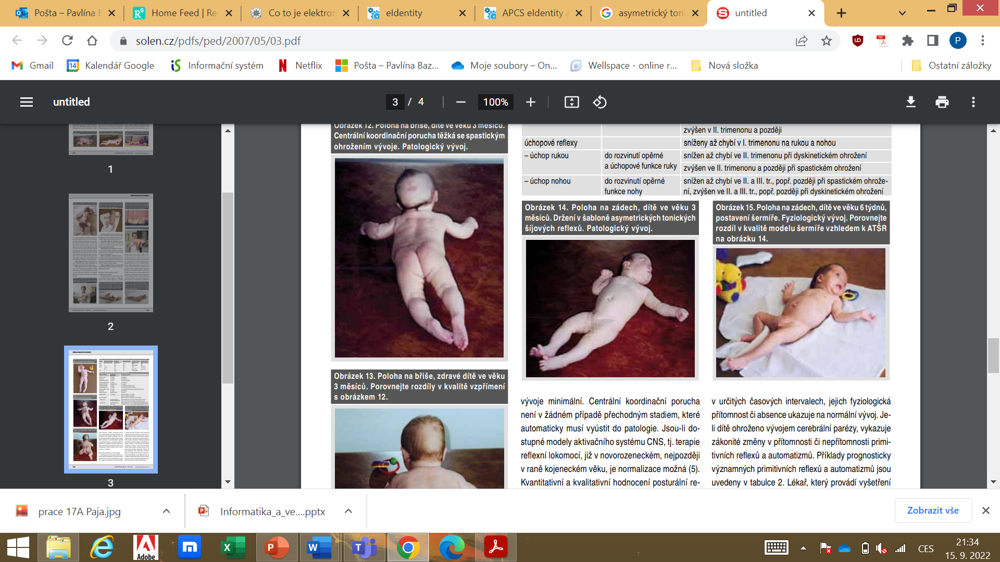 Pošta – Pavlína
Home Feed | Re
Co to je elektron
eIdentity
APCS eIdentity
asymetrický ton
untitled
solen.cz/pdfs/ped/2007/05/03.pdf
P
Gmail
14
Kalendář Google
Informační systém
Netflix
Pošta – Pavlína Baz...
Moje soubory – On...
Wellspace - online r...
Nová složka
Ostatní záložky
untitled
3 / 4
100%
1
2
3
Obrázek 12. Poloha na břiše, dítě ve věku 3 měsíců.
Centrální koordinační porucha těžká se spastickým
ohrožením vývoje. Patologický vývoj.
Obrázek 13. Poloha na břiše, zdravé dítě ve věku
3 měsíců. Porovnejte rozdíly v kvalitě vzpřímení
s obrázkem 12.
zvýšen v II. trimenonu a později
úchopové reflexy
sníženy až chybí v I. trimenonu na rukou a nohou
– úchop rukou
do rozvinutí opěrné
a úchopové funkce ruky
snížen až chybí ve II. trimenonu při dyskinetickém ohrožení
zvýšen ve II. trimenonu a později při spastickém ohrožení
– úchop nohou
do rozvinutí opěrné
funkce nohy
snížen až chybí ve II. a III. tr., popř. později při spastickém ohrože-
ní, zvýšen ve II. a III. tr., popř. později při dyskinetickém ohrožení
Obrázek 14. Poloha na zádech, dítě ve věku 3
měsíců. Držení v šabloně asymetrických tonických
šíjových reflexů. Patologický vývoj.
Obrázek 15. Poloha na zádech, dítě ve věku 6 týdnů,
postavení šermíře. Fyziologický vývoj. Porovnejte
rozdíl v kvalitě modelu šermíře vzhledem k ATŠR
na obrázku 14.
vývoje minimální. Centrální koordinační porucha
není v žádném případě přechodným stadiem, které
automaticky musí vyústit do patologie. Jsou-li do-
stupné modely aktivačního systému CNS, tj. terapie
reflexní lokomocí, již v novorozeneckém, nejpozději
v raně kojeneckém věku, je normalizace možná (5).
Kvantitativní a kvalitativní hodnocení posturální re-
v určitých časových intervalech, jejich fyziologická
přítomnost či absence ukazuje na normální vývoj. Je-
li dítě ohroženo vývojem cerebrální parézy, vykazuje
zákonité změny v přítomnosti či nepřítomnosti primi-
tivních reflexů a automatizmů. Příklady prognosticky
významných primitivních reflexů a automatizmů jsou
uvedeny v tabulce 2. Lékař, který provádí vyšetření
prace 17A Paja.jpg
Informatika_a_ve....pptx
Zobrazit vše
Adobe
CES
21:34
15. 9. 2022